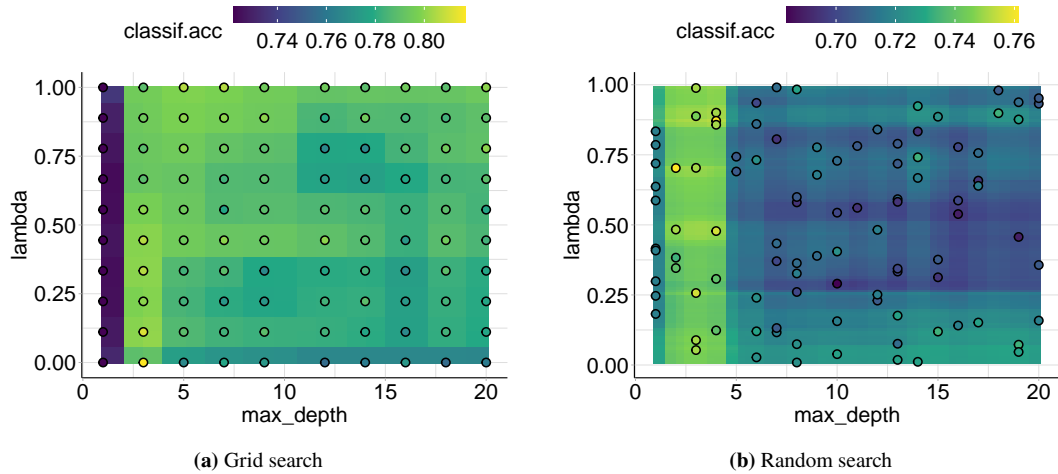 classif.acc
0.74 0.76 0.78 0.80
1.00
0.75
0.50
0.25
0.00
lambda
0 5 10 15 20
max_depth
(a) Grid search
classif.acc
0.70 0.72 0.74 0.76
1.00
0.75
0.50
0.25
0.00
lambda
0 5 10 15 20
max_depth
(b) Random search